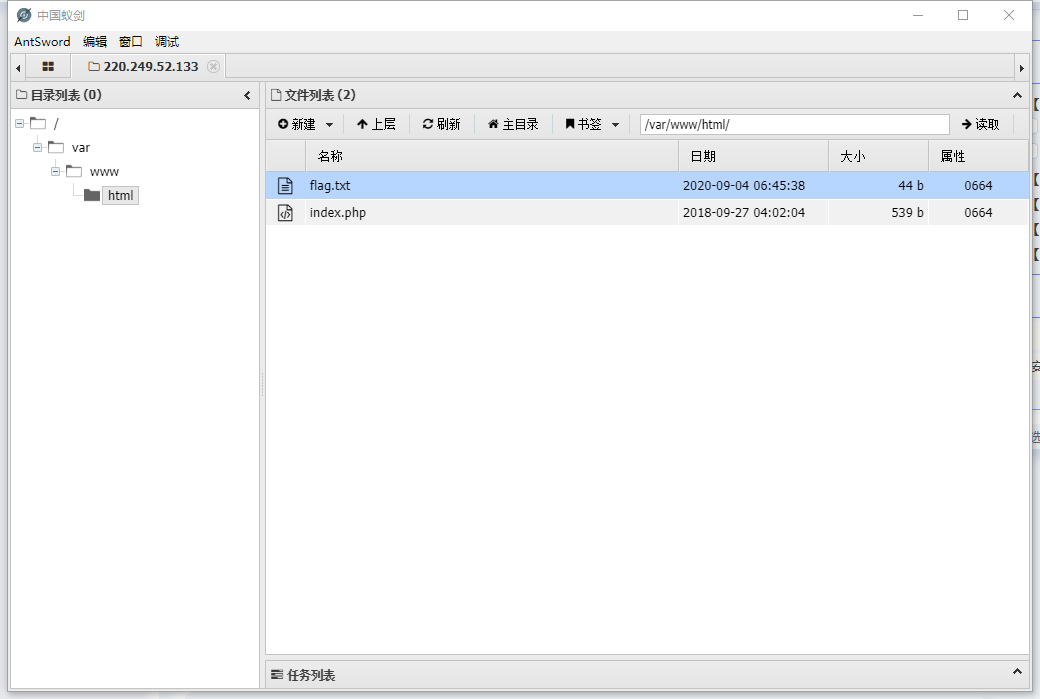 中国蚁剑
AntSword 编辑 窗口 调试
220.249.52.133
目录列表 (0)
/
var
www
html
文件列表 (2)
新建 上层 刷新 主目录 书签 /var/www/html/ 读取
名称 日期 大小 属性
flag.txt 2020-09-04 06:45:38 44 b 0664
index.php 2018-09-27 04:02:04 539 b 0664
任务列表